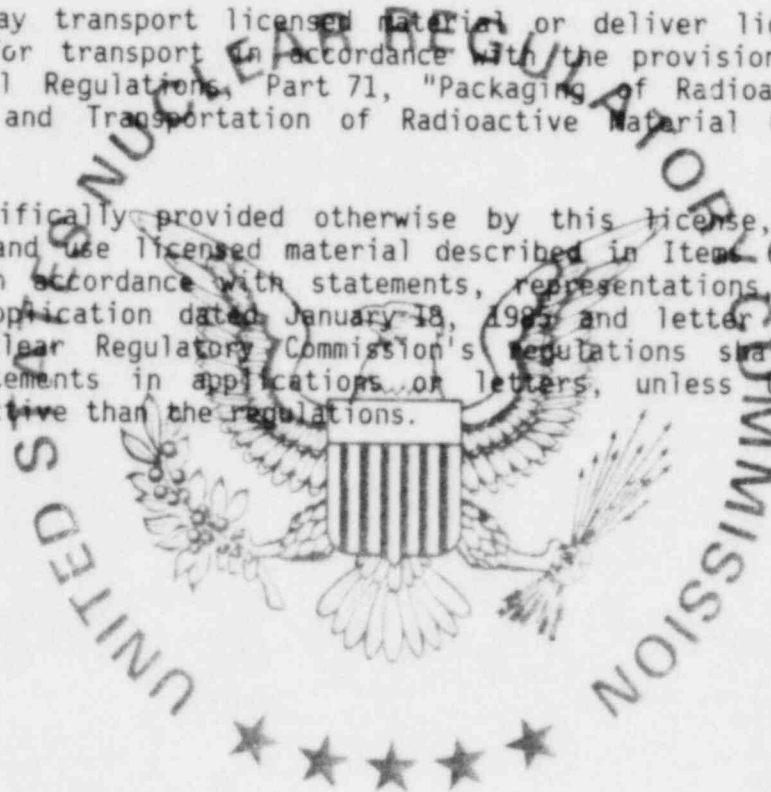 ay transport licensed material or deliver lic
or transport in accordance with the provision
l Regulations, Part 71, "Packaging of Radioa
and Transportation of Radioactive Material
ifically provided otherwise by this license,
and use licensed material described in Items
n accordance with statements, representations,
pplication dated January 18, 1985 and letter
lear Regulatory Commission's regulations sha
tements in applications or letters, unless
tive than the regulations.
UNITED STATES NUCLEAR REGULATORY COMMISSION